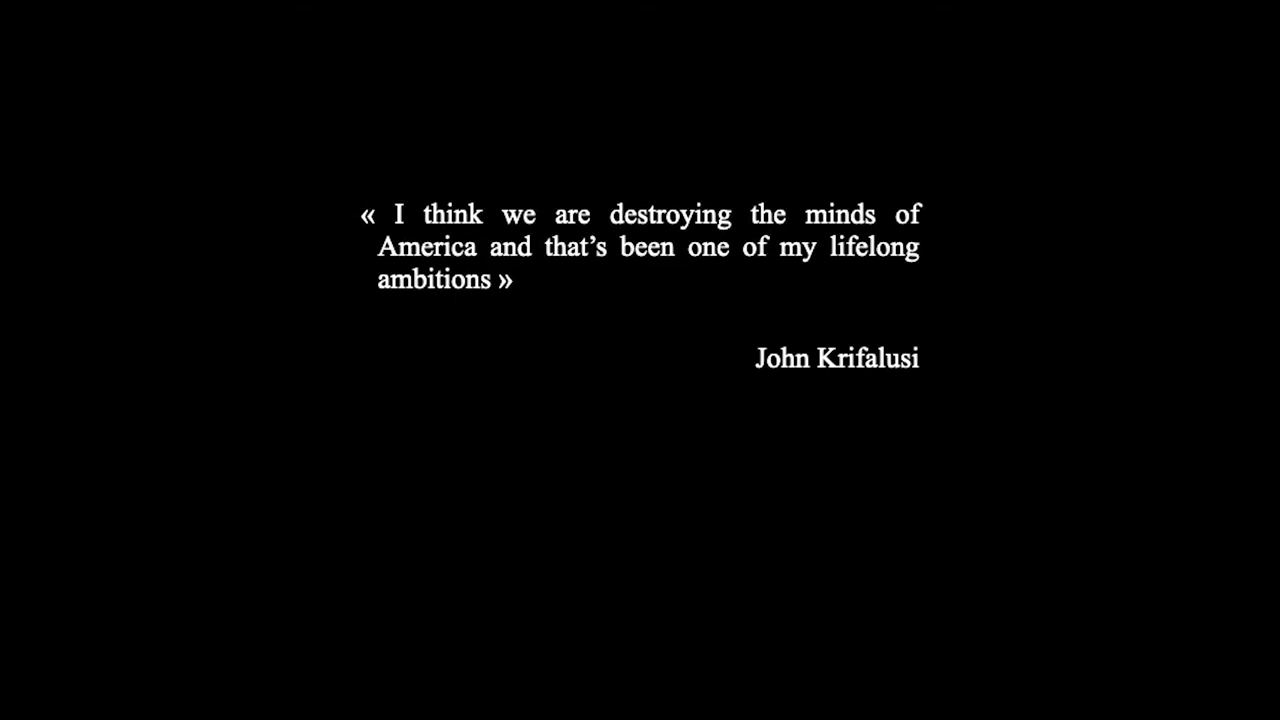 « I think we are destroying the minds of
America and that’s been one of my lifelong
ambitions »
John Krifalusi